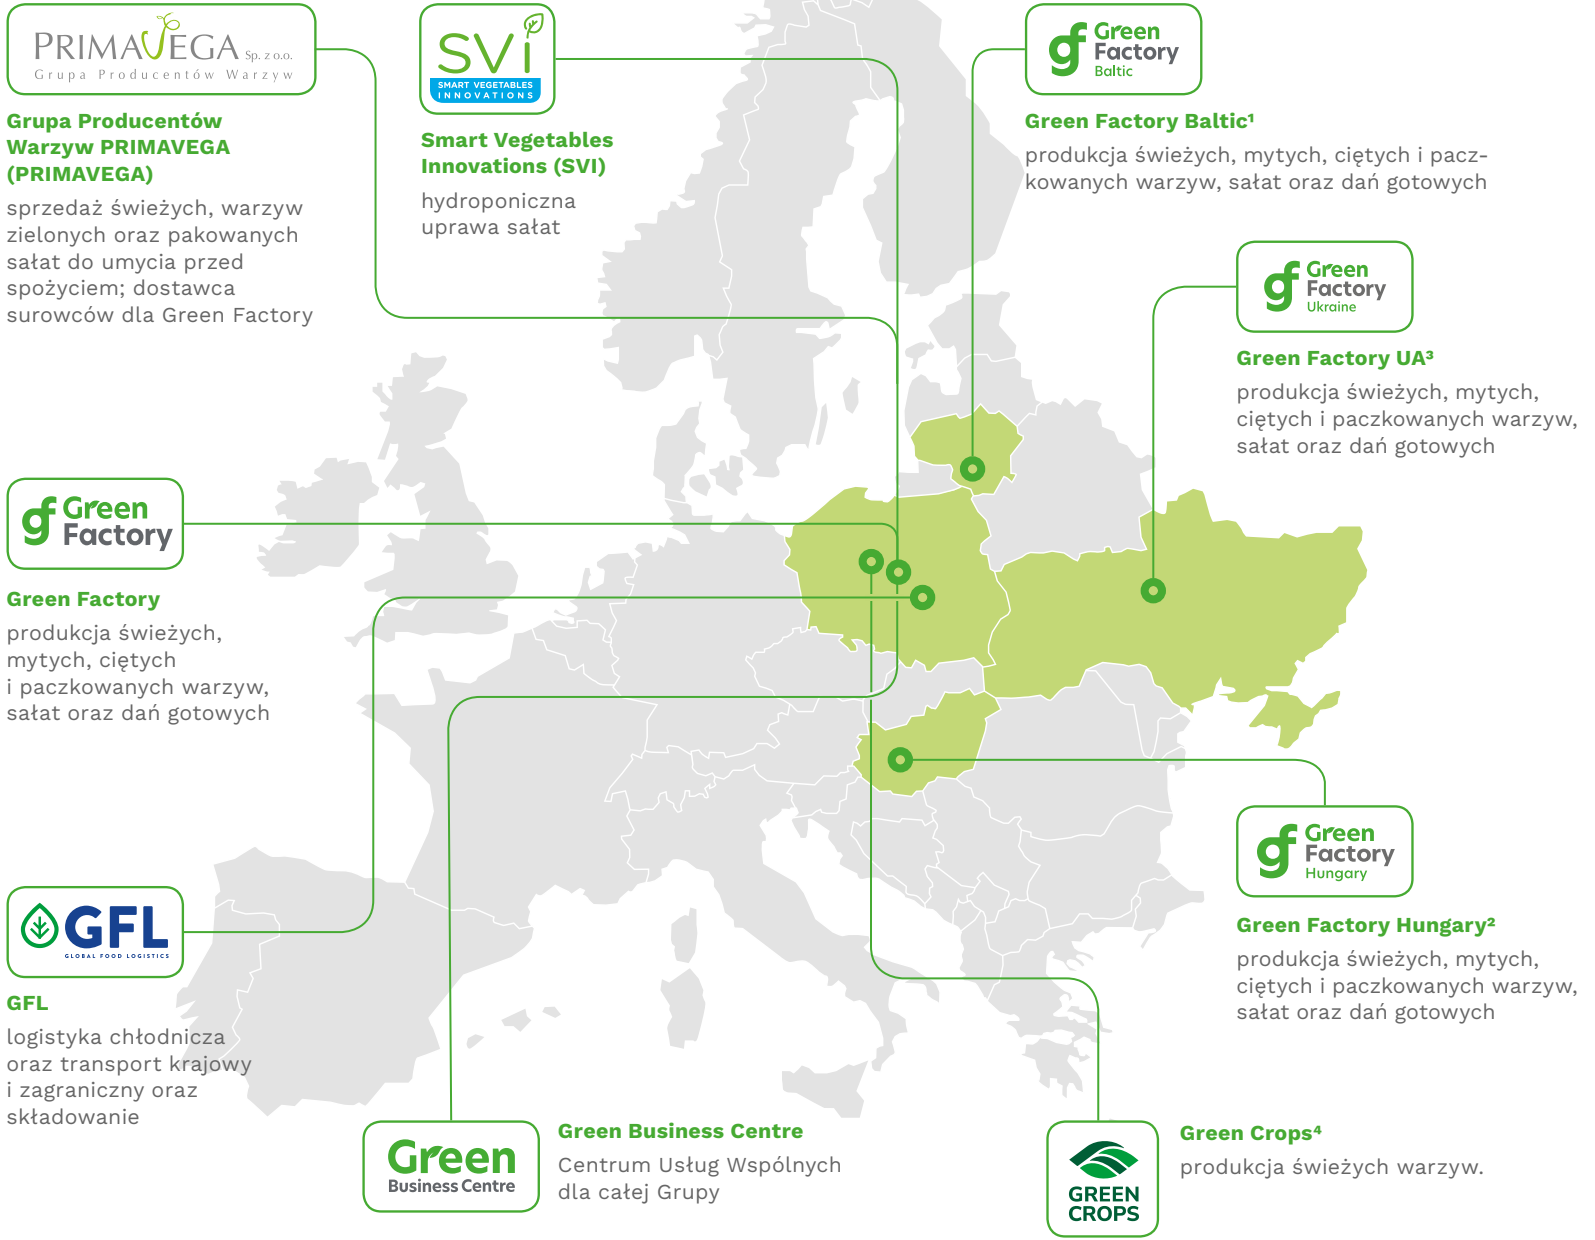 PRIMAVEGA Sp. z o.o.
Grupa Producentów Warzyw
Grupa Producentów
Warzyw PRIMAVEGA
(PRIMAVEGA)
sprzedaż świeżych, warzyw
zielonych oraz pakowanych
sałat do umycia przed
spożyciem; dostawca
surowców dla Green Factory
SVi
SMART VEGETABLES
INNOVATIONS
Smart Vegetables
Innovations (SVI)
hydroponiczna
uprawa sałat
gf Green
Factory
Baltic
Green Factory Baltic¹
produkcja świeżych, mytych, ciętych i pacz-
kowanych warzyw, sałat oraz dań gotowych
gf Green
Factory
Ukraine
Green Factory UA³
produkcja świeżych, mytych,
ciętych i paczkowanych warzyw,
sałat oraz dań gotowych
gf Green
Factory
Green Factory
produkcja świeżych,
mytych, ciętych
i paczkowanych warzyw,
sałat oraz dań gotowych
gf Green
Factory
Hungary
Green Factory Hungary²
produkcja świeżych, mytych,
ciętych i paczkowanych warzyw,
sałat oraz dań gotowych
GFL
GLOBAL FOOD LOGISTICS
GFL
logistyka chłodnicza
oraz transport krajowy
i zagraniczny oraz
składowanie
Green
Business Centre
Green Business Centre
Centrum Usług Wspólnych
dla całej Grupy
GREEN
CROPS
Green Crops⁴
produkcja świeżych warzyw.